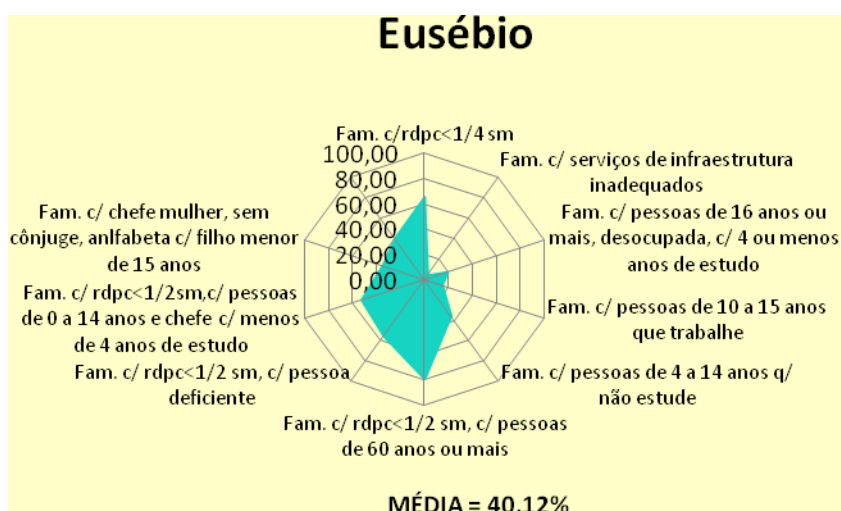 Eusébio
Fam. c/rdpc<1/4 sm
100,00
80,00
60,00
40,00
20,00
0,00
Fam. c/ serviços de infraestrutura
inadequados
Fam. c/ pessoas de 16 anos ou
mais, desocupada, c/ 4 ou menos
anos de estudo
Fam. c/ pessoas de 10 a 15 anos
que trabalhe
Fam. c/ pessoas de 4 a 14 anos q/
não estude
Fam. c/ rdpc<1/2 sm, c/ pessoas
de 60 anos ou mais
Fam. c/ rdpc<1/2 sm, c/ pessoa
deficiente
Fam. c/ rdpc<1/2sm,c/ pessoas
de 0 a 14 anos e chefe c/ menos
de 4 anos de estudo
Fam. c/ chefe mulher, sem
cônjuge, anlfabeta c/ filho menor
de 15 anos
MÉDIA = 40,12%